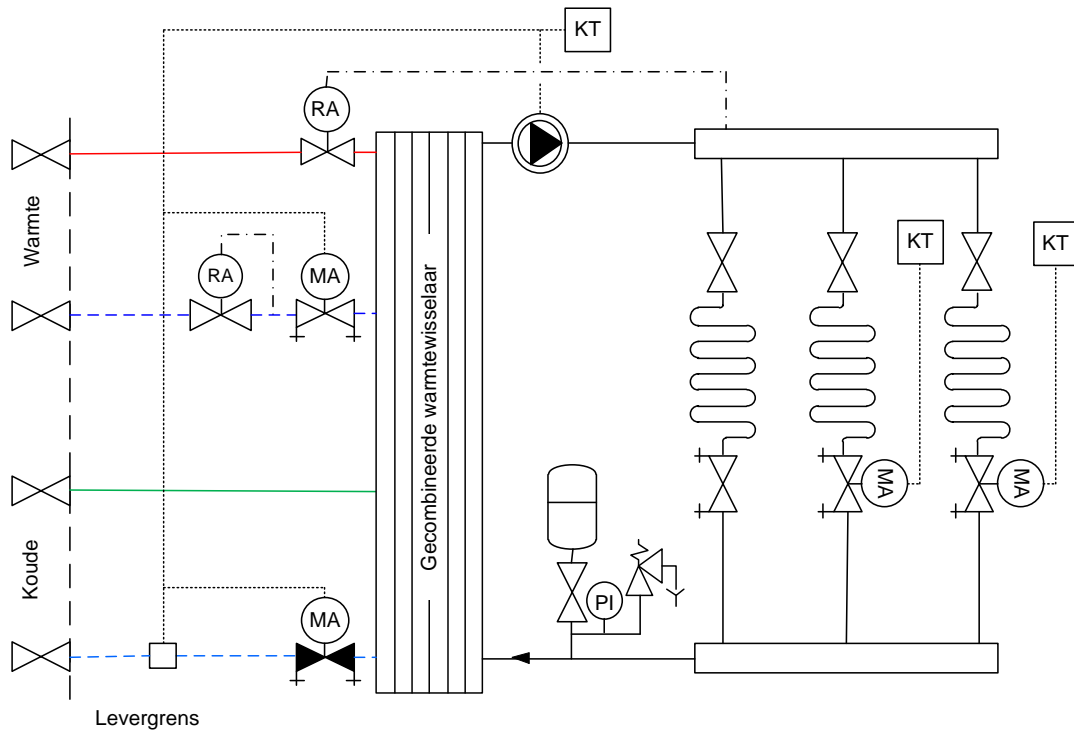 KT
RA
Warmte
RA
MA
KT
KT
Gecombineerde warmtewisselaar
MA
MA
Koude
MA
PI
Levergrens